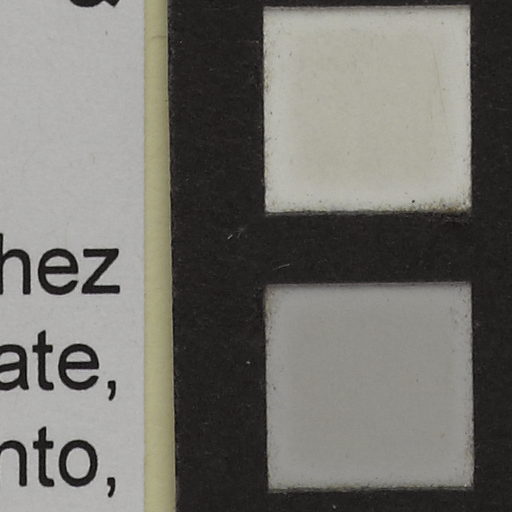 hez
ate,
nto,